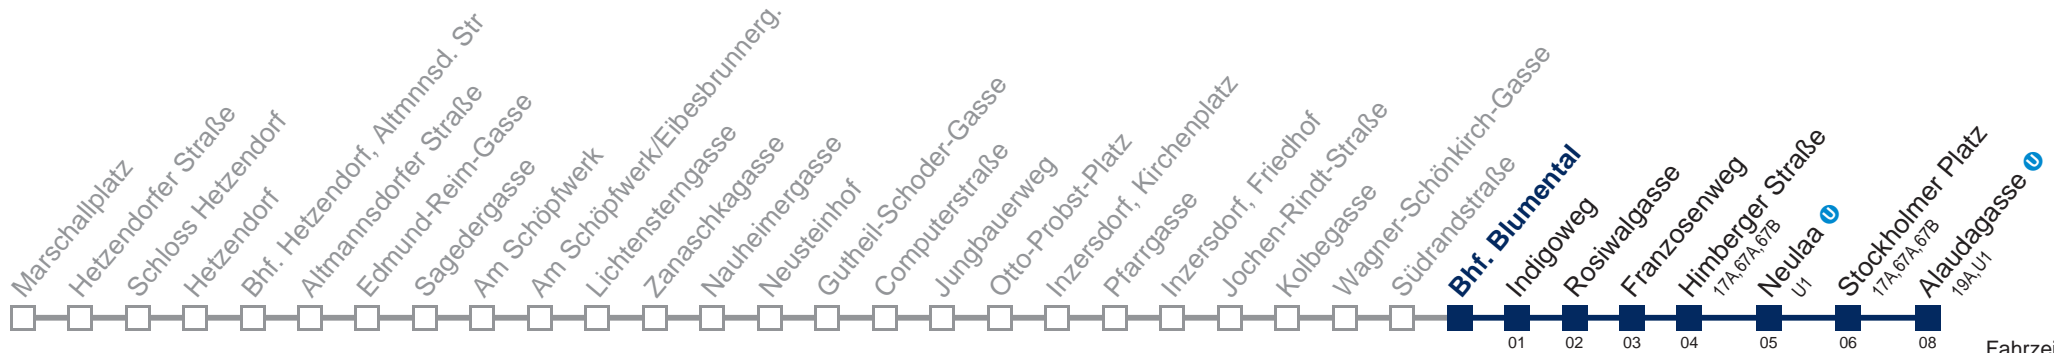 Marschallplatz
Hetzendorfer Straße
Schloss Hetzendorf
Hetzendorf
Bhf. Hetzendorf, Altmnnsd. Str
Altmannsdorfer Straße
Edmund-Reim-Gasse
Sagedergasse
Am Schöpfwerk
Am Schöpfwerk/Eibesbrunnerg.
Lichtensterngasse
Zanaschkagasse
Nauheimergasse
Neusteinhof
Gutheil-Schoder-Gasse
Computerstraße
Jungbauerweg
Otto-Probst-Platz
Inzersdorf, Kirchenplatz
Pfarrgasse
Inzersdorf, Friedhof
Jochen-Rindt-Straße
Kolbegasse
Wagner-Schönkirch-Gasse
Südrandstraße
Bhf. Blumental
Indigoweg
Rosiwalgasse
Franzosenweg
Himberger Straße
17A,67A,67B
Neulaa U
U1
Stockholmer Platz
17A,67A,67B
Alaudagasse U
19A,U1
01 02 03 04 05 06 08
Fahrzei